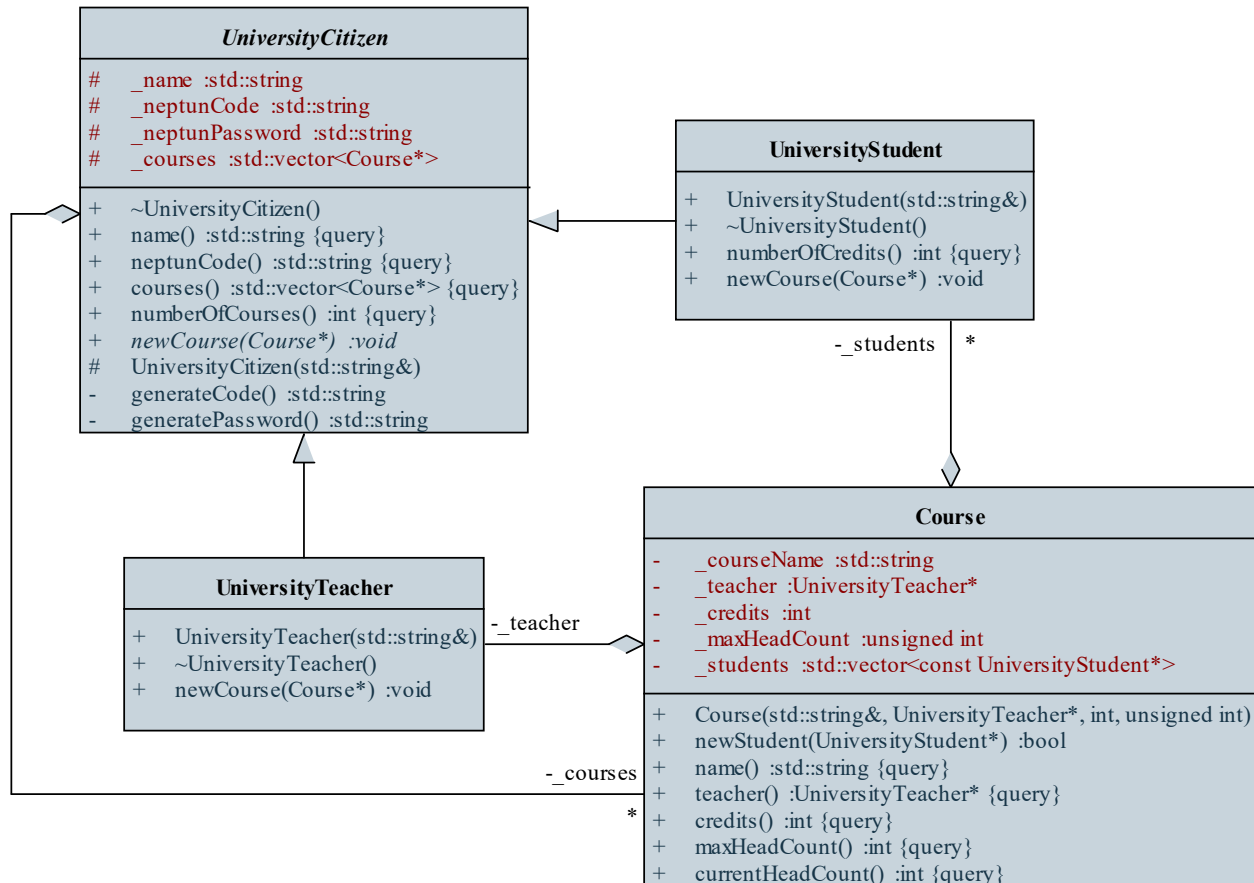 UniversityCitizen
# _name :std::string
# _neptunCode :std::string
# _neptunPassword :std::string
# _courses :std::vector<Course*>
+ ~UniversityCitizen()
+ name() :std::string {query}
+ neptunCode() :std::string {query}
+ courses() :std::vector<Course*> {query}
+ numberOfCourses() :int {query}
+ newCourse(Course*) :void
# UniversityCitizen(std::string&)
- generateCode() :std::string
- generatePassword() :std::string
UniversityStudent
+ UniversityStudent(std::string&)
+ ~UniversityStudent()
+ numberOfCredits() :int {query}
+ newCourse(Course*) :void
-_students *
UniversityTeacher
+ UniversityTeacher(std::string&)
+ ~UniversityTeacher()
+ newCourse(Course*) :void
-_teacher
-_courses
*
Course
- _courseName :std::string
- _teacher :UniversityTeacher*
- _credits :int
- _maxHeadCount :unsigned int
- _students :std::vector<const UniversityStudent*>
+ Course(std::string&, UniversityTeacher*, int, unsigned int)
+ newStudent(UniversityStudent*) :bool
+ name() :std::string {query}
+ teacher() :UniversityTeacher* {query}
+ credits() :int {query}
+ maxHeadCount() :int {query}
+ currentHeadCount() :int {query}